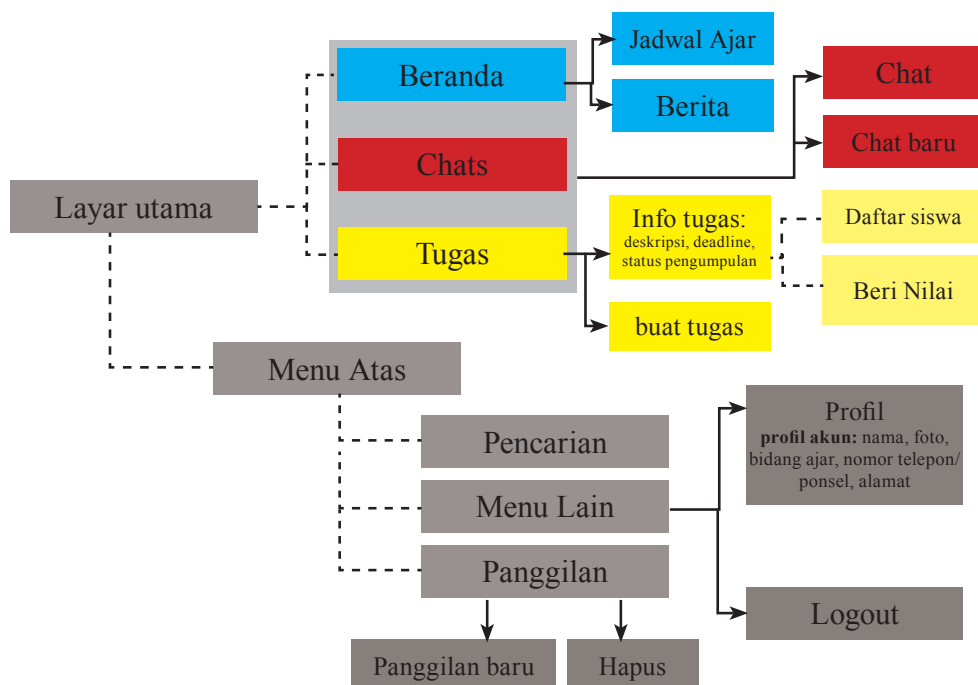 Jadwal Ajar
Beranda
Chat
Berita
Chat baru
Chats
Layar utama
Info tugas:
deskripsi, deadline,
status pengumpulan
Daftar siswa
Tugas
Beri Nilai
buat tugas
Menu Atas
Profil
profil akun: nama, foto,
bidang ajar, nomor telepon/
ponsel, alamat
Pencarian
Menu Lain
Panggilan
Logout
Panggilan baru
Hapus